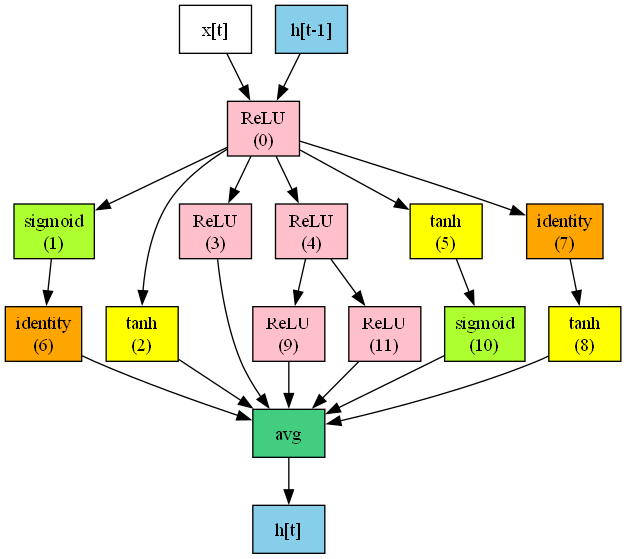 x[t]
h[t-1]
ReLU
(0)
sigmoid
(1)
ReLU
(3)
ReLU
(4)
tanh
(5)
identity
(7)
identity
(6)
tanh
(2)
ReLU
(9)
ReLU
(11)
sigmoid
(10)
tanh
(8)
avg
h[t]